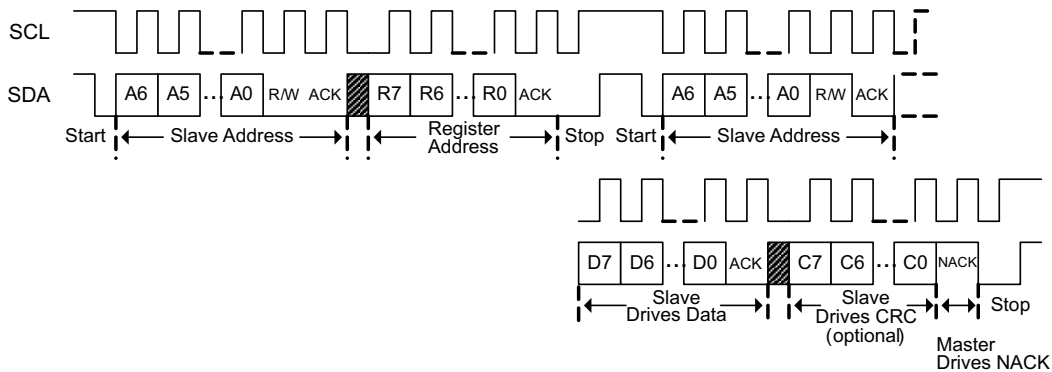 SCL
SDA
A6 A5 ... A0 R/W ACK R7 R6 ... R0 ACK A6 A5 ... A0 R/W ACK
Start Slave Address Register Address Stop Start Slave Address
D7 D6 ... D0 ACK C7 C6 ... C0 NACK
Slave Drives Data
Slave Drives CRC (optional)
Stop
Master Drives NACK